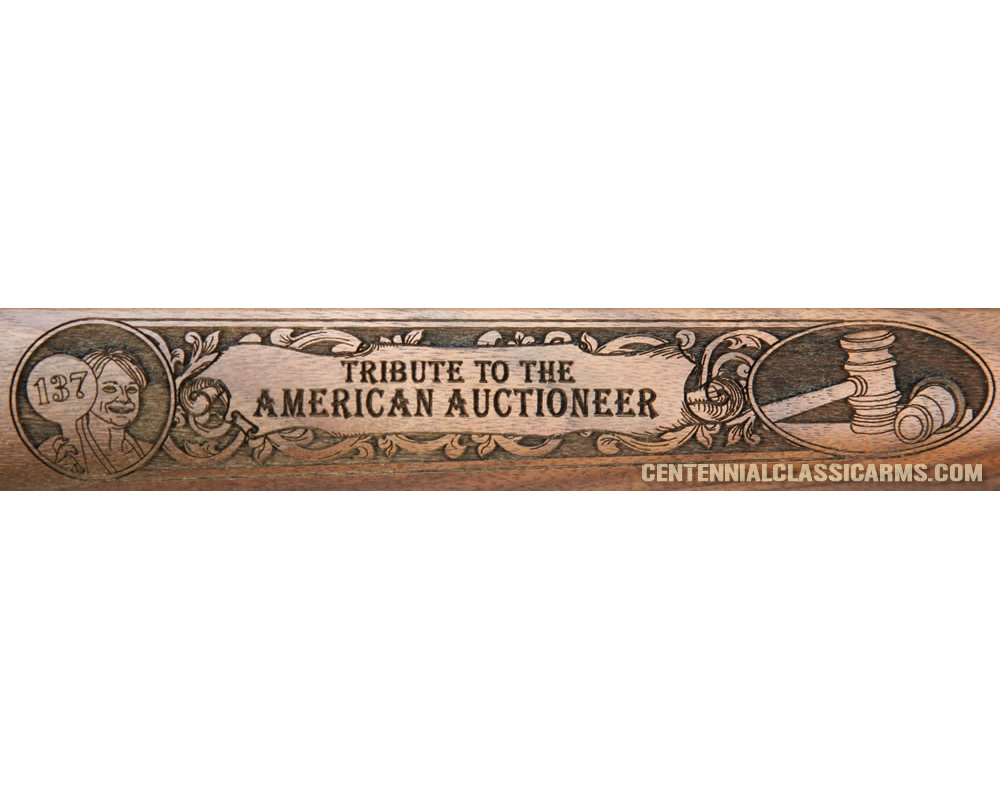 137
TRIBUTE TO THE
AMERICAN AUCTIONEER
CENTENNIALCLASSICARMS.COM